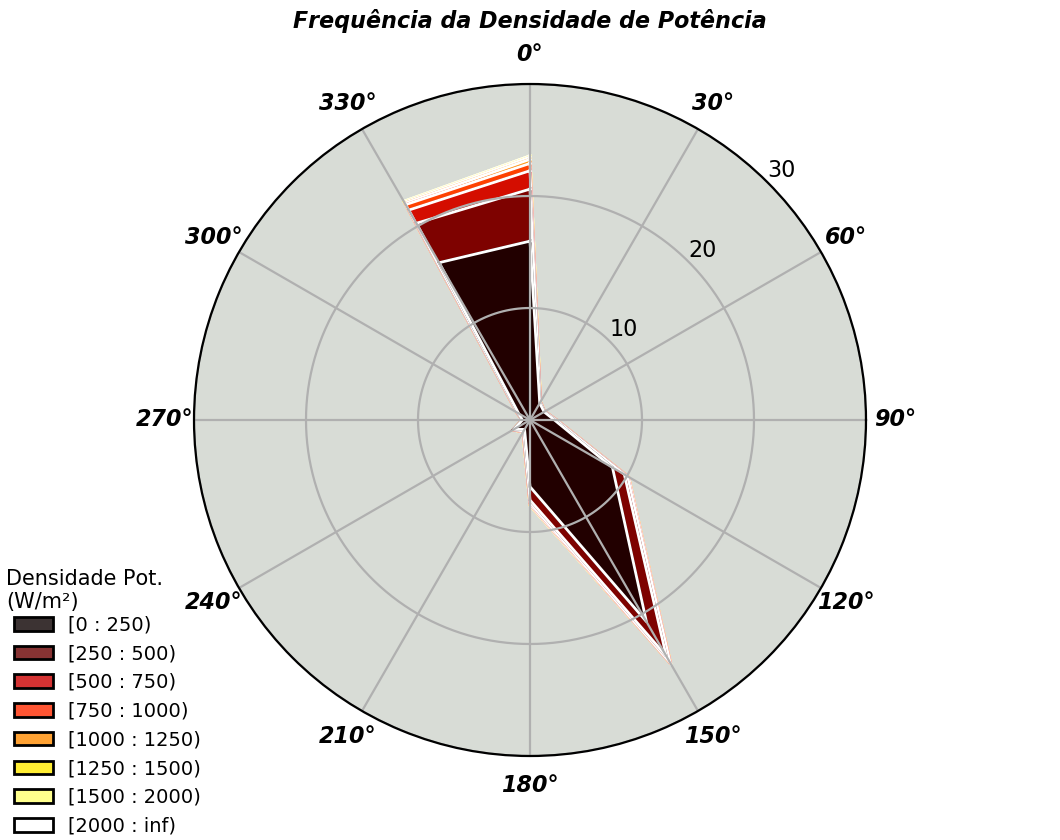 Frequência da Densidade de Potência
0°
330°
30°
30
300°
60°
20
10
270°
90°
240°
120°
210°
150°
180°
Densidade Pot.
(W/m²)
[0 : 250)
[250 : 500)
[500 : 750)
[750 : 1000)
[1000 : 1250)
[1250 : 1500)
[1500 : 2000)
[2000 : inf)